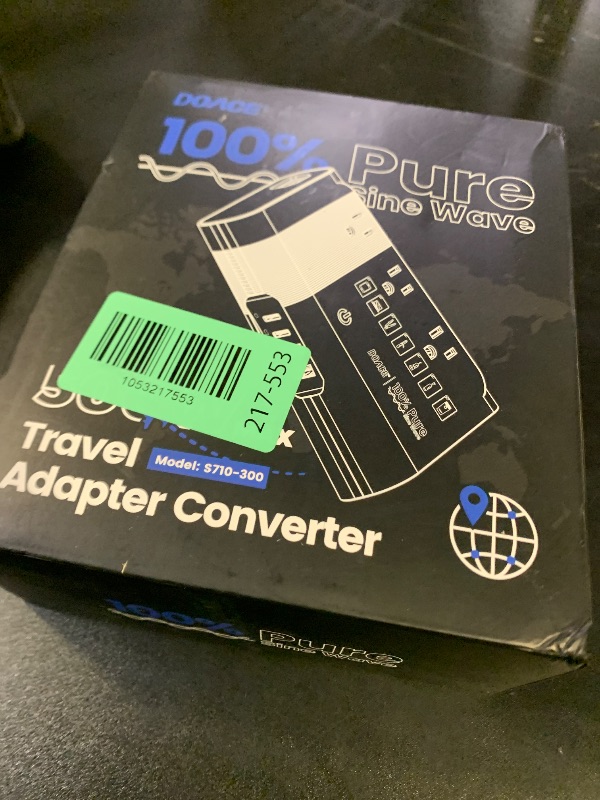 DOACE
100% Pure
Sine Wave
DOACE 100% Pure
1053217553
217-553
Travel
Model: S710-300
Adapter Converter
100% Pure
Sine Wave